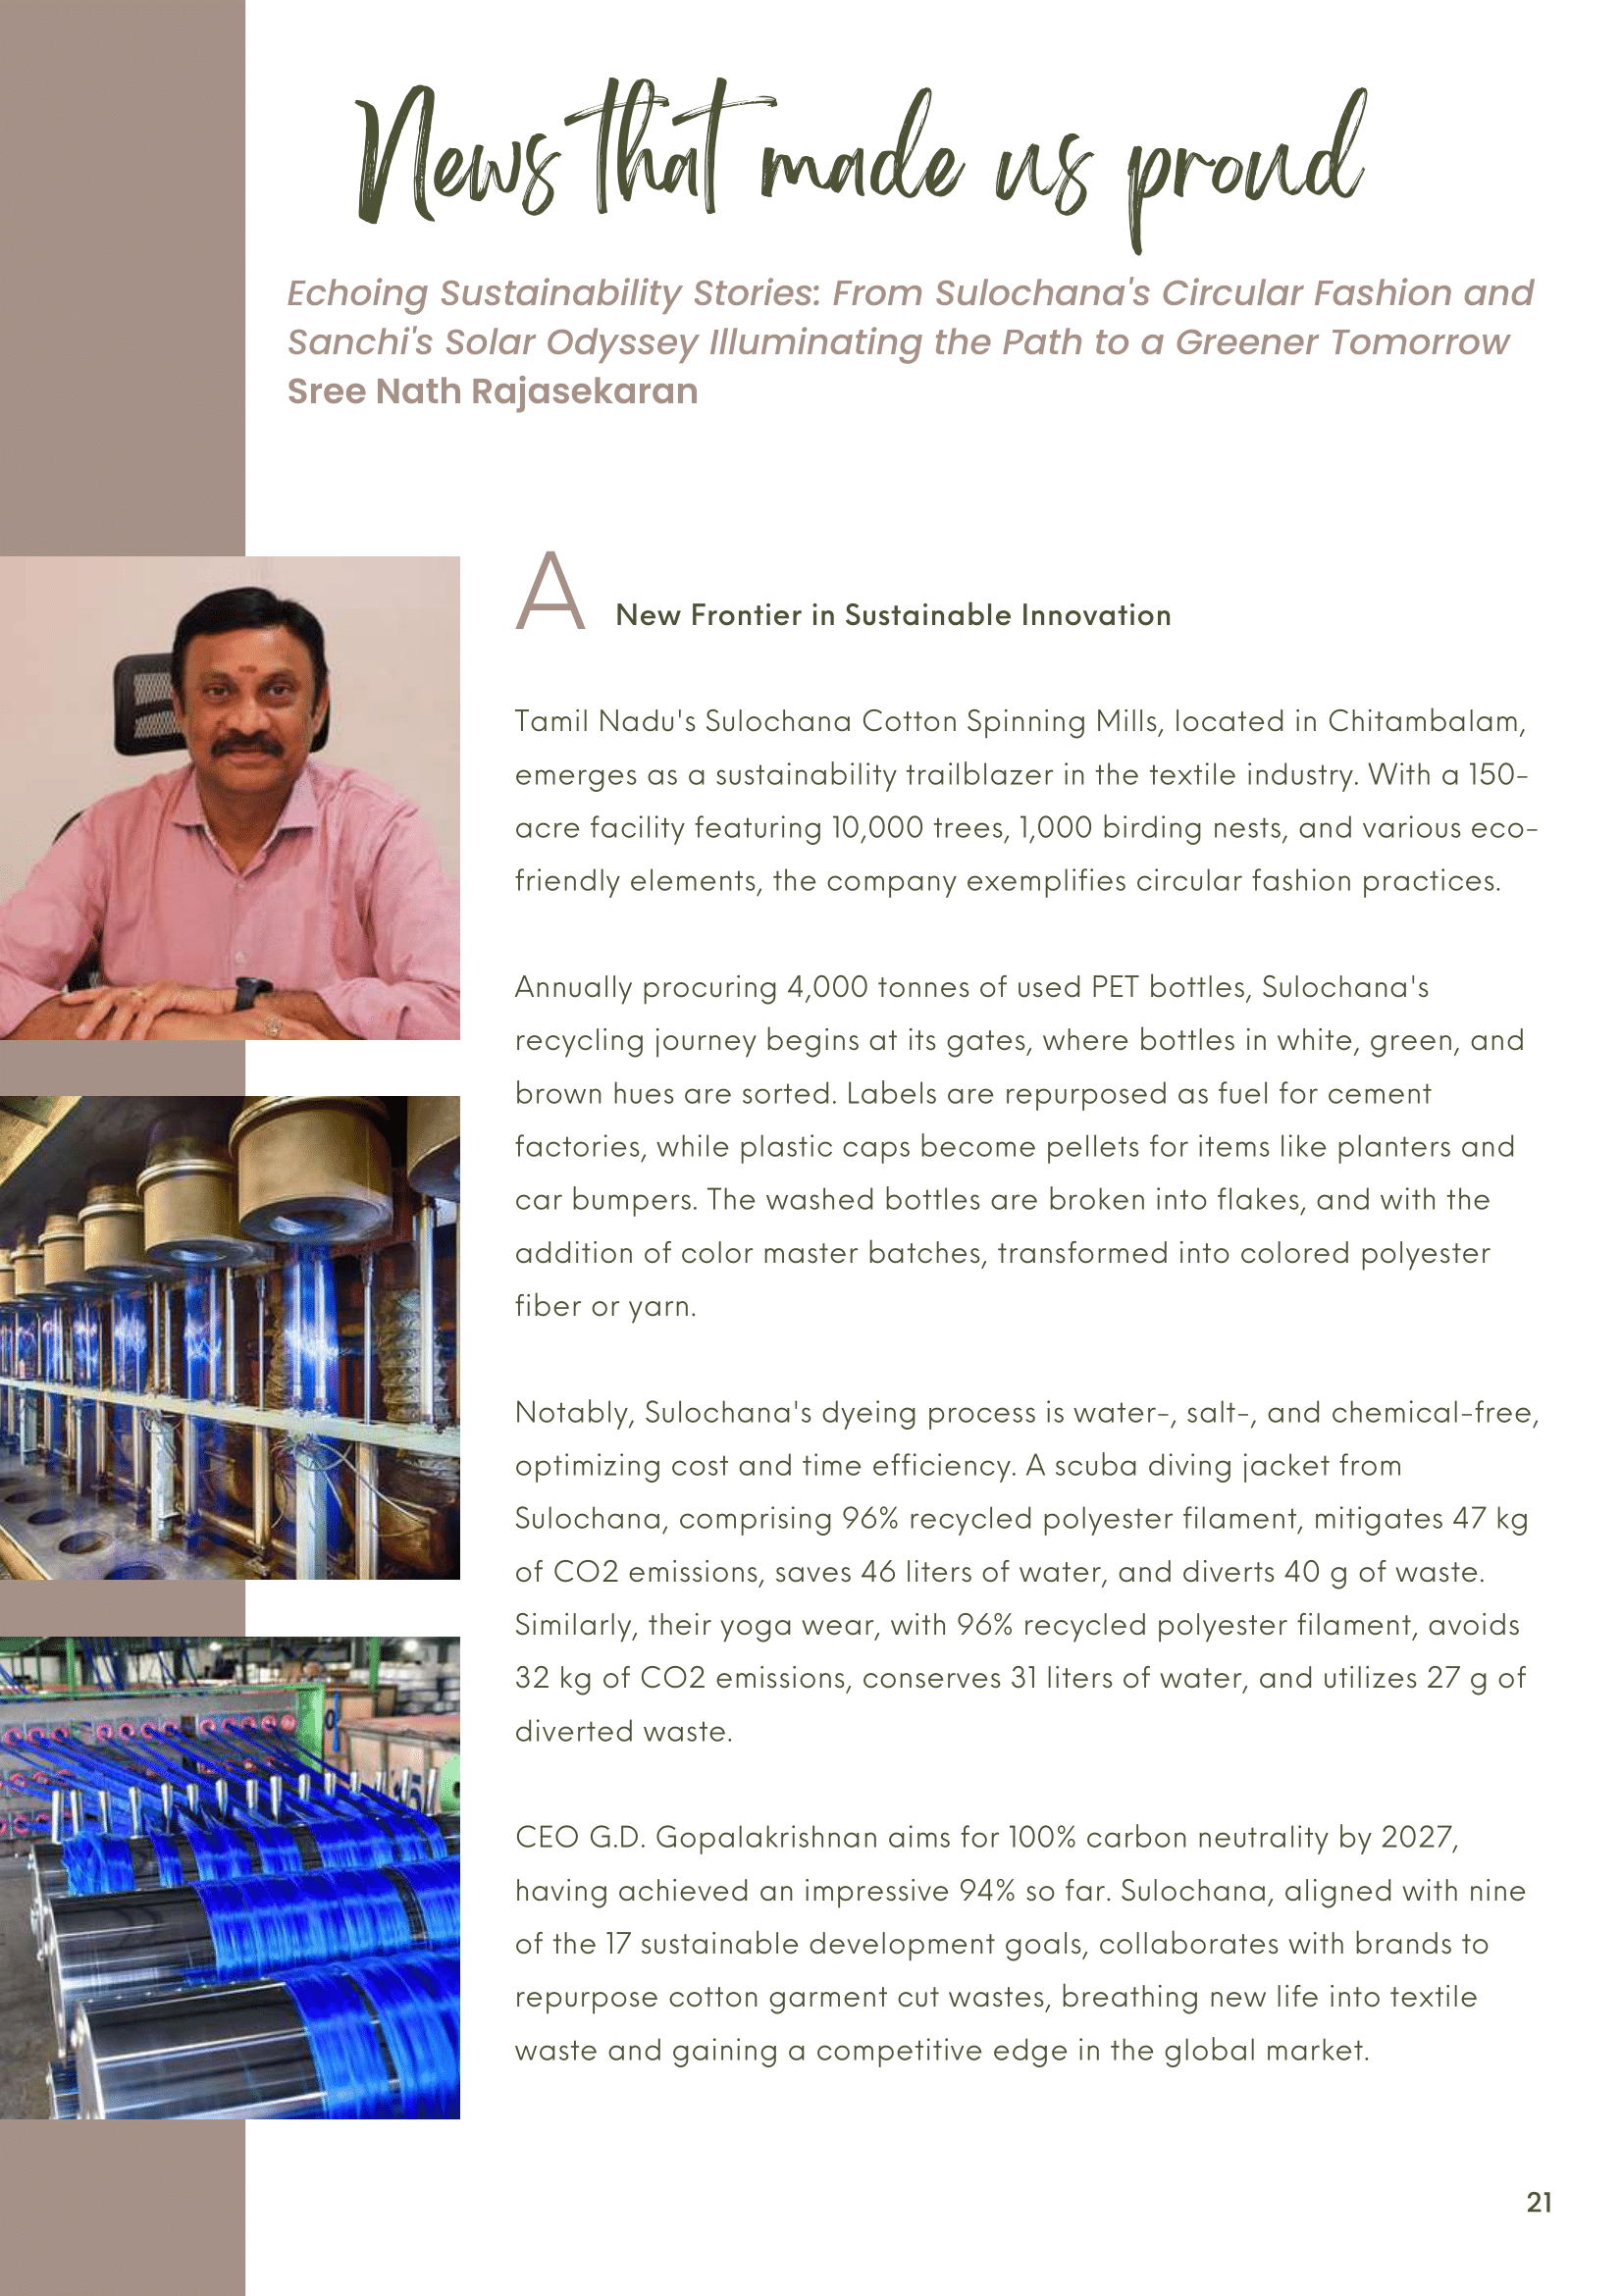 News that made us proud
Echoing Sustainability Stories: From Sulochana's Circular Fashion and
Sanchi's Solar Odyssey Illuminating the Path to a Greener Tomorrow
Sree Nath Rajasekaran
A New Frontier in Sustainable Innovation
Tamil Nadu's Sulochana Cotton Spinning Mills, located in Chitambalam,
emerges as a sustainability trailblazer in the textile industry. With a 150-
acre facility featuring 10,000 trees, 1,000 birding nests, and various eco-
friendly elements, the company exemplifies circular fashion practices.
Annually procuring 4,000 tonnes of used PET bottles, Sulochana's
recycling journey begins at its gates, where bottles in white, green, and
brown hues are sorted. Labels are repurposed as fuel for cement
factories, while plastic caps become pellets for items like planters and
car bumpers. The washed bottles are broken into flakes, and with the
addition of color master batches, transformed into colored polyester
fiber or yarn.
Notably, Sulochana's dyeing process is water-, salt-, and chemical-free,
optimizing cost and time efficiency. A scuba diving jacket from
Sulochana, comprising 96% recycled polyester filament, mitigates 47 kg
of CO2 emissions, saves 46 liters of water, and diverts 40 g of waste.
Similarly, their yoga wear, with 96% recycled polyester filament, avoids
32 kg of CO2 emissions, conserves 31 liters of water, and utilizes 27 g of
diverted waste.
CEO G.D. Gopalakrishnan aims for 100% carbon neutrality by 2027,
having achieved an impressive 94% so far. Sulochana, aligned with nine
of the 17 sustainable development goals, collaborates with brands to
repurpose cotton garment cut wastes, breathing new life into textile
waste and gaining a competitive edge in the global market.
21